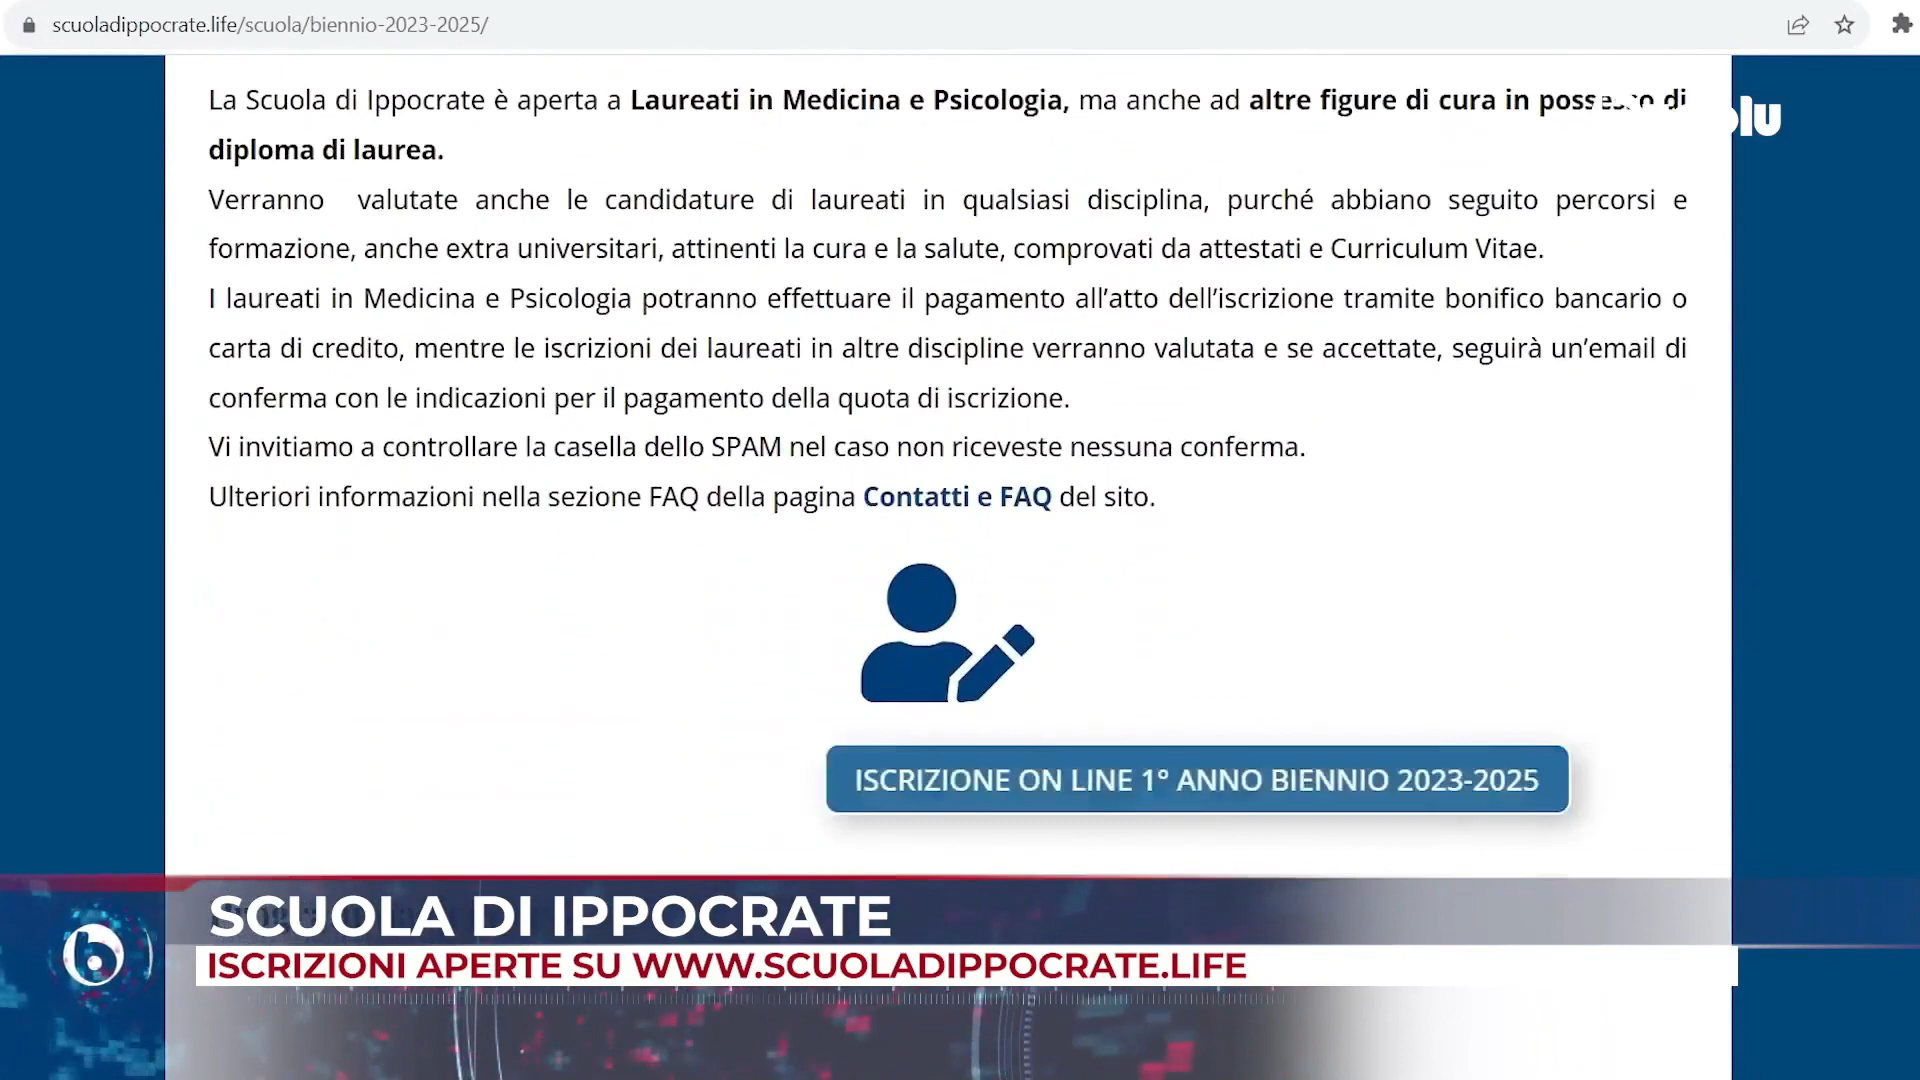 scuoladippocrate.life/scuola/biennio-2023-2025/
La Scuola di Ippocrate è aperta a Laureati in Medicina e Psicologia, ma anche ad altre figure di cura in possesso di
diploma di laurea.
Verranno valutate anche le candidature di laureati in qualsiasi disciplina, purché abbiano seguito percorsi e
formazione, anche extra universitari, attinenti la cura e la salute, comprovati da attestati e Curriculum Vitae.
I laureati in Medicina e Psicologia potranno effettuare il pagamento all’atto dell’iscrizione tramite bonifico bancario o
carta di credito, mentre le iscrizioni dei laureati in altre discipline verranno valutata e se accettate, seguirà un’email di
conferma con le indicazioni per il pagamento della quota di iscrizione.
Vi invitiamo a controllare la casella dello SPAM nel caso non riceveste nessuna conferma.
Ulteriori informazioni nella sezione FAQ della pagina Contatti e FAQ del sito.
ISCRIZIONE ON LINE 1° ANNO BIENNIO 2023-2025
SCUOLA DI IPPOCRATE
b
ISCRIZIONI APERTE SU WWW.SCUOLADIPPOCRATE.LIFE